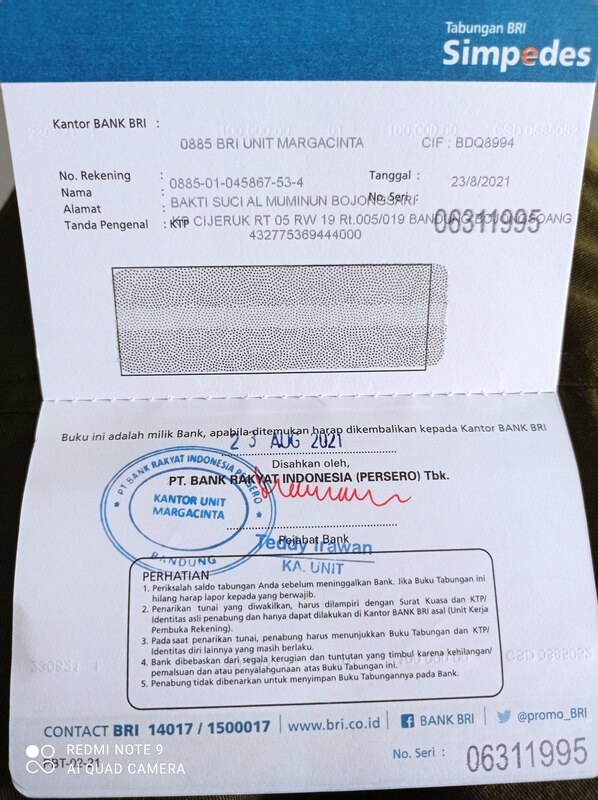 Tabungan BRI
Simpedes
Kantor BANK BRI :
0885 BRI UNIT MARGACINTA CIF : BDQ8994
No. Rekening : 0885-01-045867-53-4 Tanggal : 23/8/2021
Nama : BAKTI SUCI AL MUMINUN BOJONGSARI No. Seri : 06311995
Alamat : KP CIJERUK RT 05 RW 19 Rt.005/019 BANDUNG BOJONGSOANG
Tanda Pengenal : KTP 432775369444000
Buku ini adalah milik Bank, apabila ditemukan harap dikembalikan kepada Kantor BANK BRI
23 AUG 2021
Disahkan oleh,
PT. BANK RAKYAT INDONESIA (PERSERO) Tbk.
PT BANK RAKYAT INDONESIA PERSERO
KANTOR UNIT
MARGACINTA
BANDUNG
Pejabat Bank
Teddy Irawan
KA. UNIT
PERHATIAN
1. Periksalah saldo tabungan Anda sebelum meninggalkan Bank. Jika Buku Tabungan ini
hilang harap lapor kepada yang berwajib.
2. Penarikan tunai yang diwakilkan, harus dilampiri dengan Surat Kuasa dan KTP/
Identitas asli penabung dan hanya dapat dilakukan di Kantor BANK BRI asal (Unit Kerja
Pembuka Rekening).
3. Pada saat penarikan tunai, penabung harus menunjukkan Buku Tabungan dan KTP/
Identitas diri lainnya yang masih berlaku.
4. Bank dibebaskan dari segala kerugian dan tuntutan yang timbul karena kehilangan/
pemalsuan dan atau penyalahgunaan atas Buku Tabungan ini.
5. Penabung tidak dibenarkan untuk menyimpan Buku Tabungannya pada Bank.
CONTACT BRI 14017 / 1500017 | www.bri.co.id | BANK BRI | @promo_BRI
No. Seri : 06311995
REDMI NOTE 9
AI QUAD CAMERA